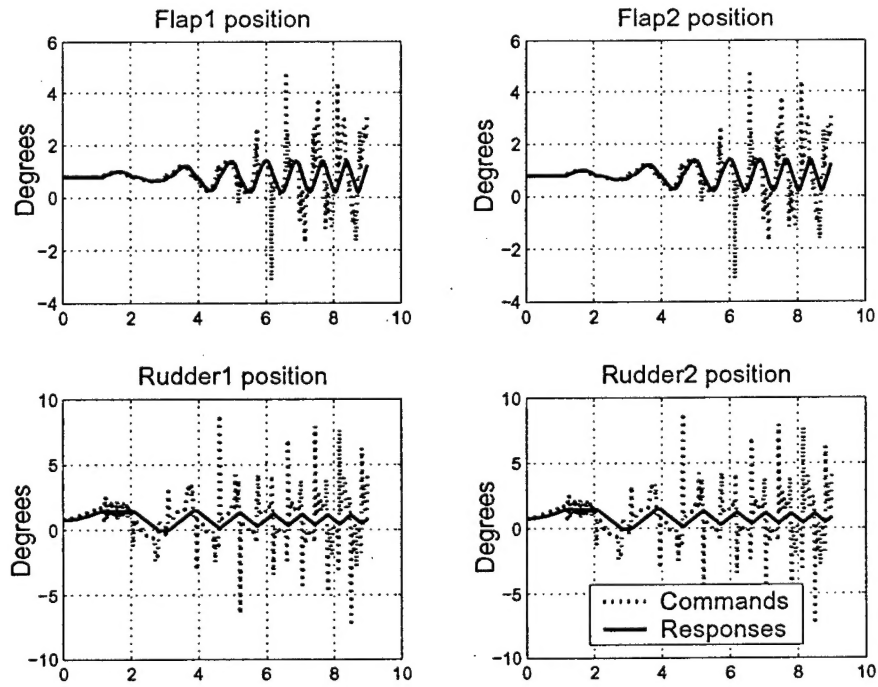 Flap1 position
Flap2 position
6
4
2
0
−2
−4
Degrees
0 2 4 6 8 10
6
4
2
0
−2
−4
Degrees
0 2 4 6 8 10
Rudder1 position
Rudder2 position
10
5
0
−5
−10
Degrees
0 2 4 6 8 10
10
5
0
−5
−10
Degrees
0 2 4 6 8 10
Commands
Responses